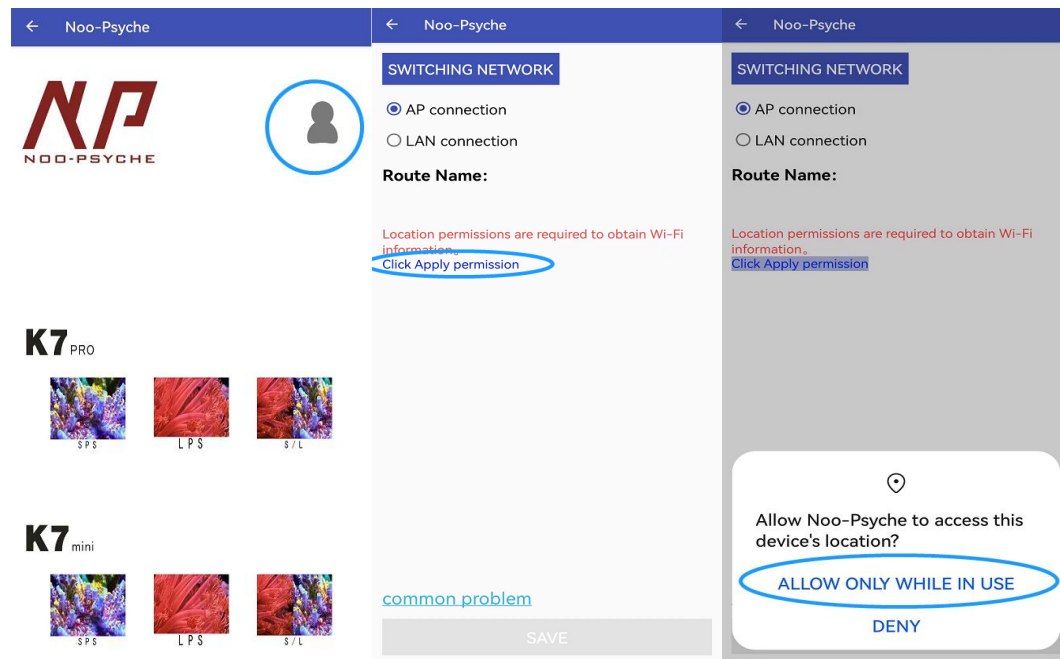 ← Noo-Psyche
NP
NOO-PSYCHE
K7 PRO
SPS
LPS
S/L
K7 mini
SPS
LPS
S/L
← Noo-Psyche
SWITCHING NETWORK
AP connection
LAN connection
Route Name:
Location permissions are required to obtain Wi-Fi
information。
Click Apply permission
common problem
SAVE
← Noo-Psyche
SWITCHING NETWORK
AP connection
LAN connection
Route Name:
Location permissions are required to obtain Wi-Fi
information。
Click Apply permission
Allow Noo-Psyche to access this
device's location?
ALLOW ONLY WHILE IN USE
DENY